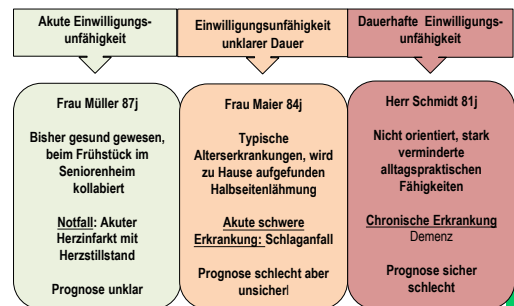 Akute Einwilligungs-
unfähigkeit
Frau Müller 87j
Bisher gesund gewesen,
beim Frühstück im
Seniorenheim
kollabiert
Notfall: Akuter
Herzinfarkt mit
Herzstillstand
Prognose unklar
Einwilligungsunfähigkeit
unklarer Dauer
Frau Maier 84j
Typische
Alterserkrankungen, wird
zu Hause aufgefunden
Halbseitenlähmung
Akute schwere
Erkrankung: Schlaganfall
Prognose schlecht aber
unsicher
Dauerhafte Einwilligungs-
unfähigkeit
Herr Schmidt 81j
Nicht orientiert, stark
verminderte
alltagspraktischen
Fähigkeiten
Chronische Erkrankung
Demenz
Prognose sicher
schlecht